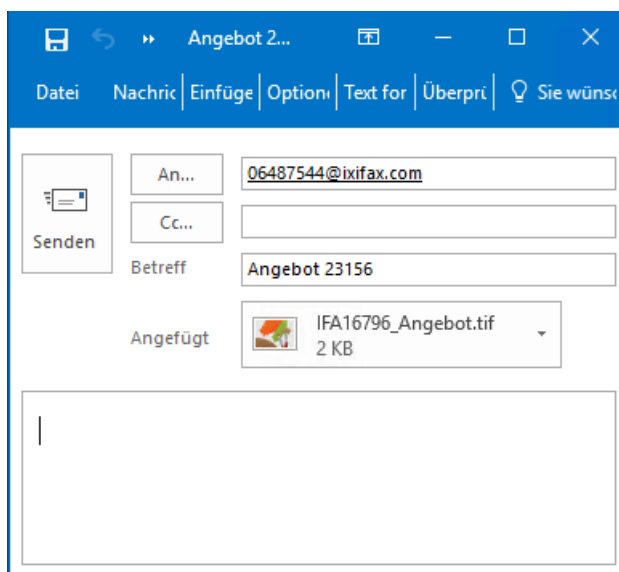 Angebot 2...
Datei Nachric Einfüge Option Text for Überprü Sie wünsc
An...
06487544@ixifax.com
Cc...
Senden
Betreff
Angebot 23156
Angefügt
IFA16796_Angebot.tif
2 KB